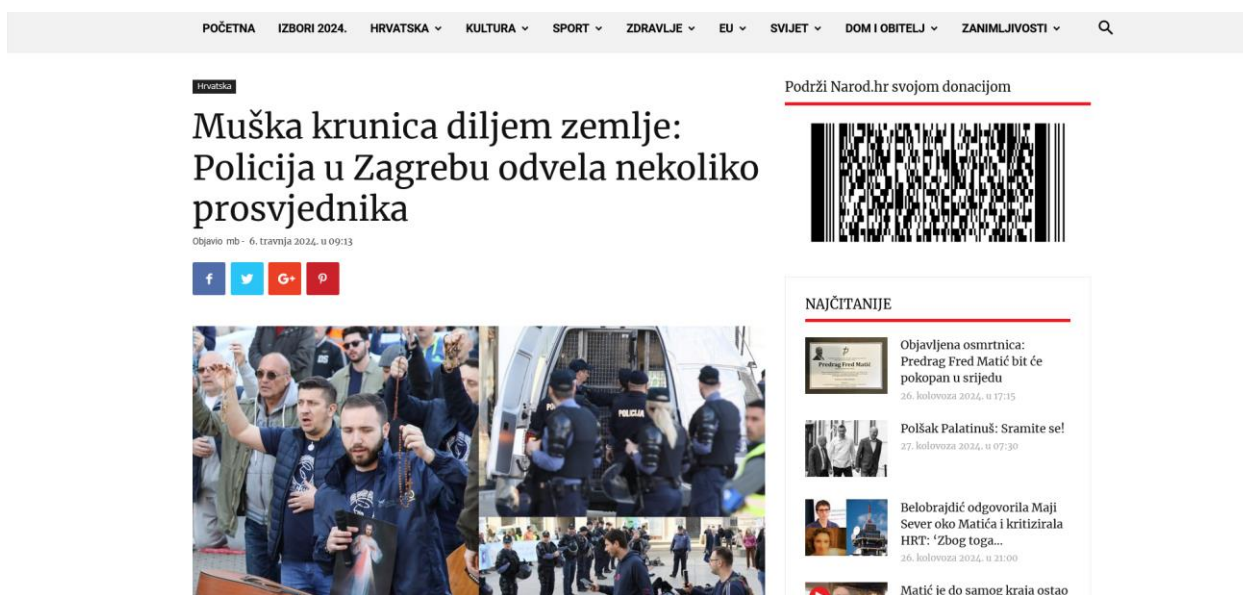 POČETNA IZBORI 2024. HRVATSKA KULTURA SPORT ZDRAVLJE EU SVIJET DOM I OBITELJ ZANIMLJIVOSTI
Hrvatska
Muška krunica diljem zemlje:
Policija u Zagrebu odvela nekoliko
prosvjednika
Objavio mb - 6. travnja 2024. u 09:13
f G+
POLICIJA
Podrži Narod.hr svojom donacijom
NAJČITANIJE
Predrag Fred Matić
Objavljena osmrtnica:
Predrag Fred Matić bit će
pokopan u srijedu
26. kolovoza 2024. u 17:15
Polšak Palatinuš: Sramite se!
27. kolovoza 2024. u 07:30
Belobrajdić odgovorila Maji
Sever oko Matića i kritizirala
HRT: ‘Zbog toga...
26. kolovoza 2024. u 21:00
Matić je do samog kraja ostao